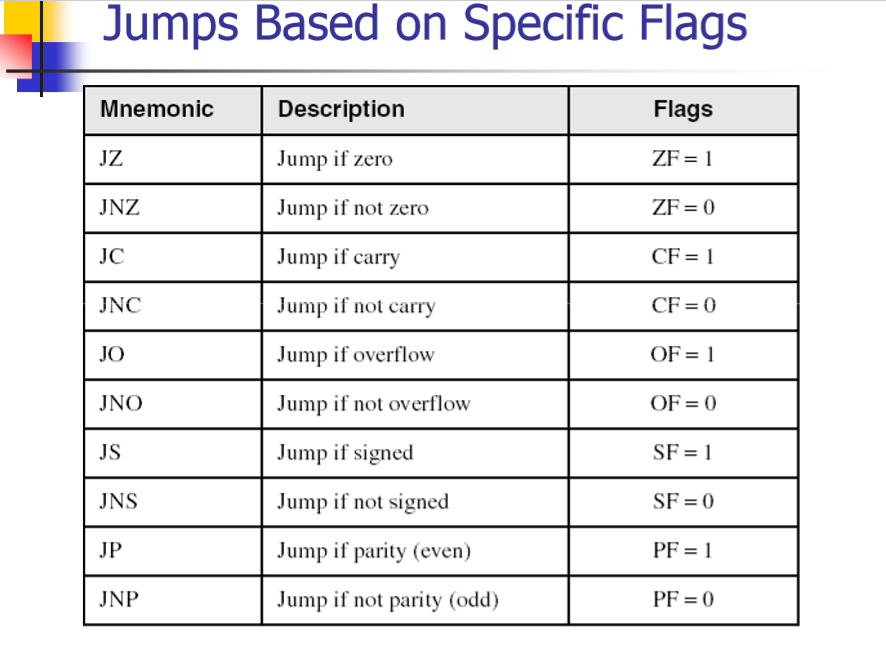 Jumps Based on Specific Flags
Mnemonic Description Flags
JZ Jump if zero ZF = 1
JNZ Jump if not zero ZF = 0
JC Jump if carry CF = 1
JNC Jump if not carry CF = 0
JO Jump if overflow OF = 1
JNO Jump if not overflow OF = 0
JS Jump if signed SF = 1
JNS Jump if not signed SF = 0
JP Jump if parity (even) PF = 1
JNP Jump if not parity (odd) PF = 0